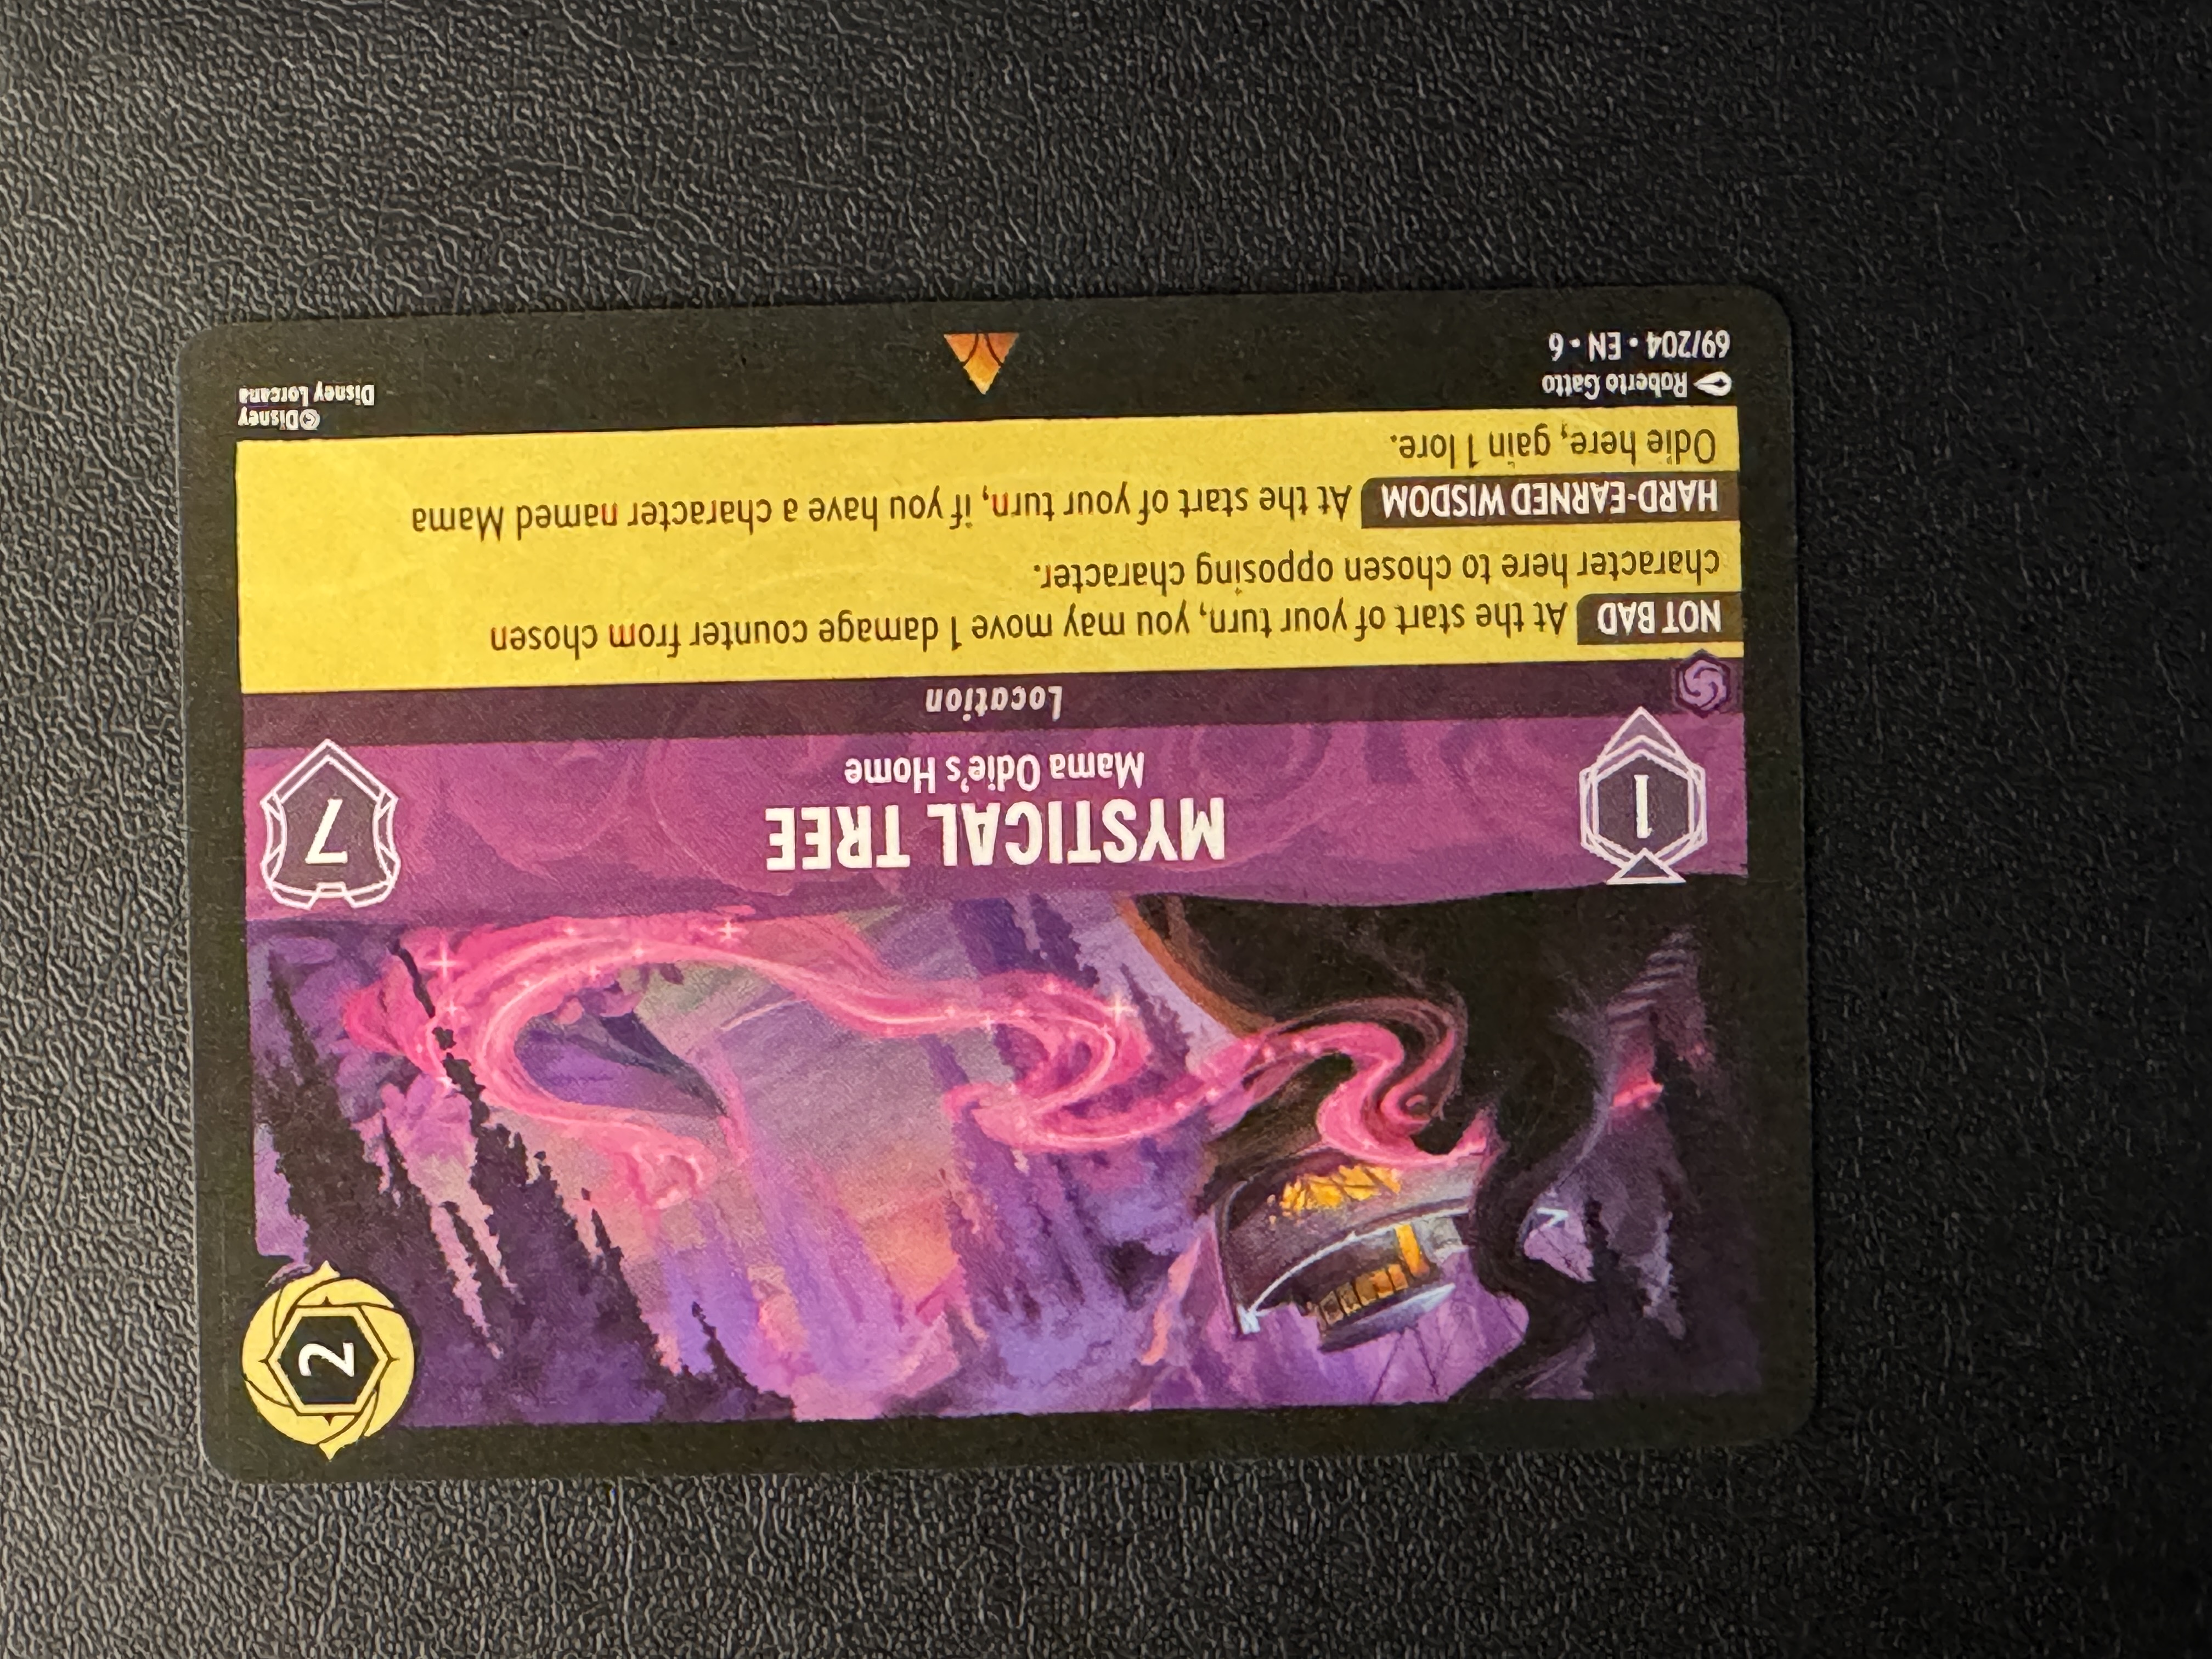 2
1
MYSTICAL TREE
Mama Odie's Home
7
Location
NOT BAD At the start of your turn, you may move 1 damage counter from chosen
character here to chosen opposing character.
HARD-EARNED WISDOM At the start of your turn, if you have a character named Mama
Odie here, gain 1 lore.
Roberto Gatto
69/204 • EN • 6
©Disney
Disney Lorcana